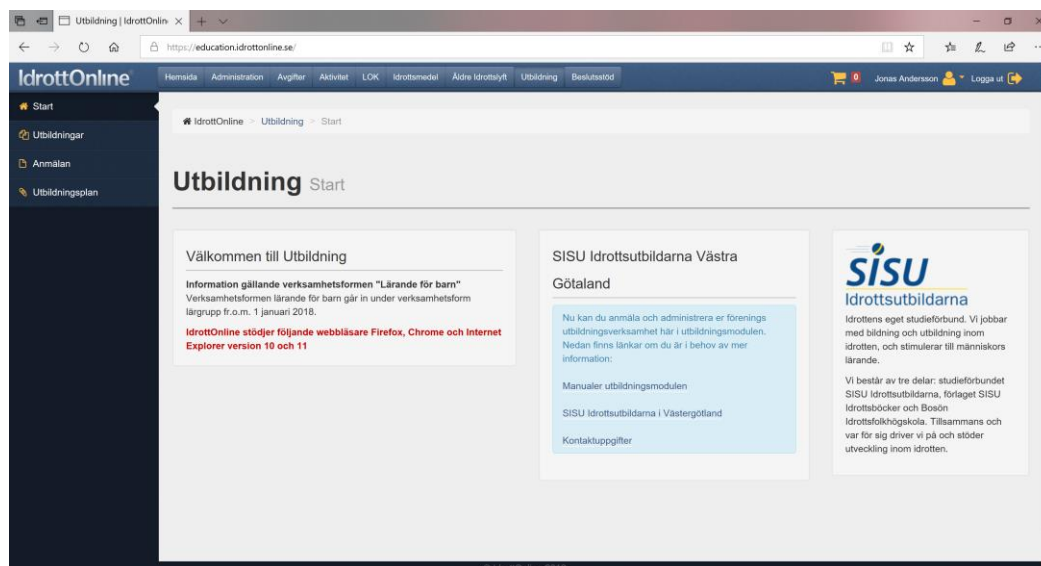 Utbildning | IdrottOnlin
https://education.idrottonline.se/
IdrottOnline
Hemsida Administration Avgifter Aktivitet LOK Idrottsmedel Äldre Idrottslyft Utbildning Beslutsstöd
0 Jonas Andersson Logga ut
Start
Utbildningar
Anmälan
Utbildningsplan
IdrottOnline > Utbildning > Start
Utbildning Start
Välkommen till Utbildning
Information gällande verksamhetsformen "Lärande för barn"
Verksamhetsformen lärande för barn går in under verksamhetsform
lärgrupp fr.o.m. 1 januari 2018.
IdrottOnline stödjer följande webbläsare Firefox, Chrome och Internet
Explorer version 10 och 11
SISU Idrottsutbildarna Västra
Götaland
Nu kan du anmäla och administrera er förenings
utbildningsverksamhet här i utbildningsmodulen.
Nedan finns länkar om du är i behov av mer
information:
Manualer utbildningsmodulen
SISU Idrottsutbildarna i Västergötland
Kontaktuppgifter
SISU
Idrottsutbildarna
Idrottens eget studieförbund. Vi jobbar
med bildning och utbildning inom
idrotten, och stimulerar till människors
lärande.
Vi består av tre delar: studieförbundet
SISU Idrottsutbildarna, förlaget SISU
Idrottsböcker och Bosön
Idrottsfolkhögskola. Tillsammans och
var för sig driver vi på och stöder
utveckling inom idrotten.